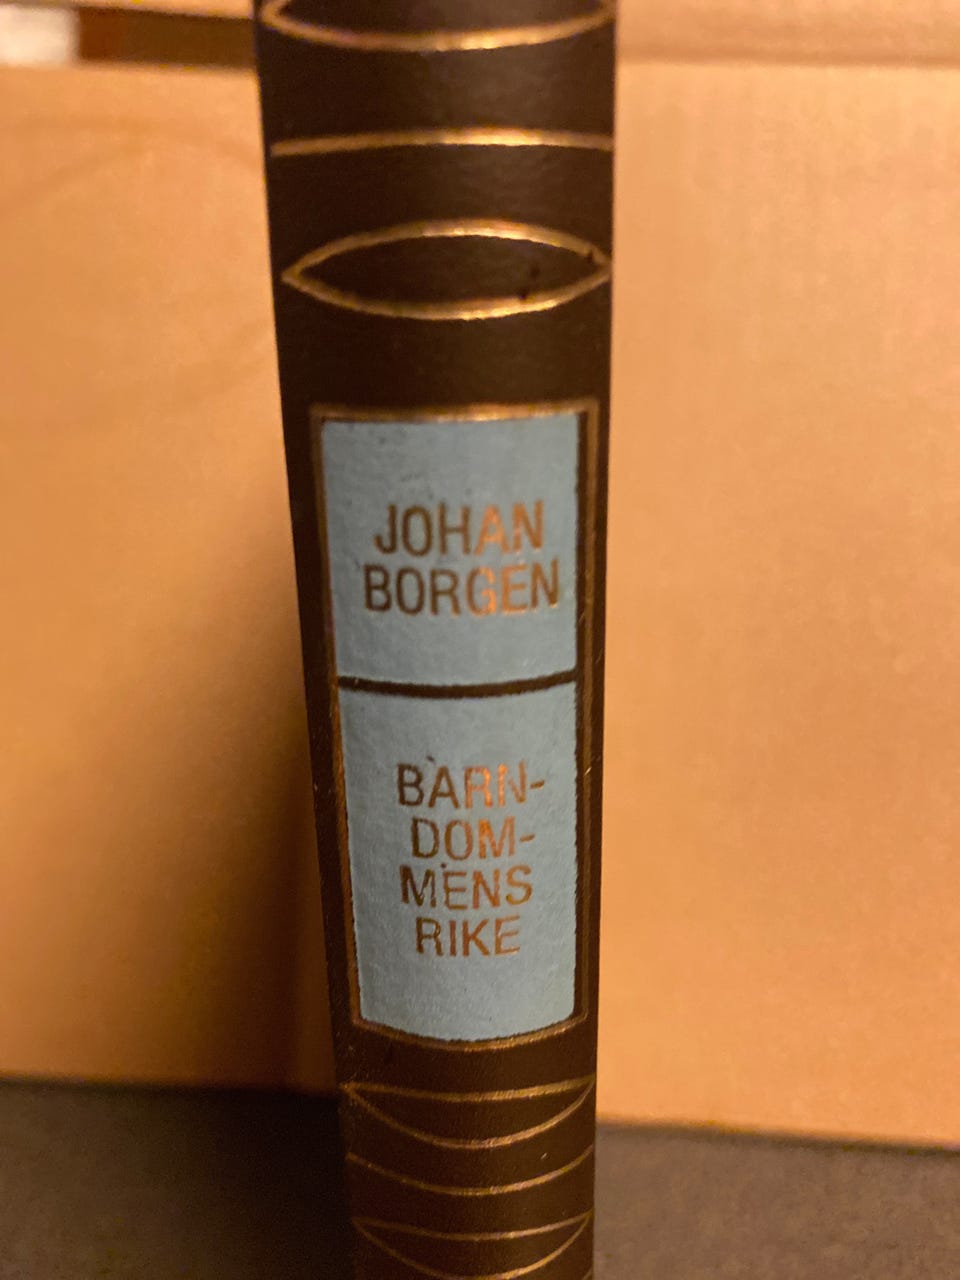 JOHAN
BORGEN
BARN-
DOM-
MENS
RIKE